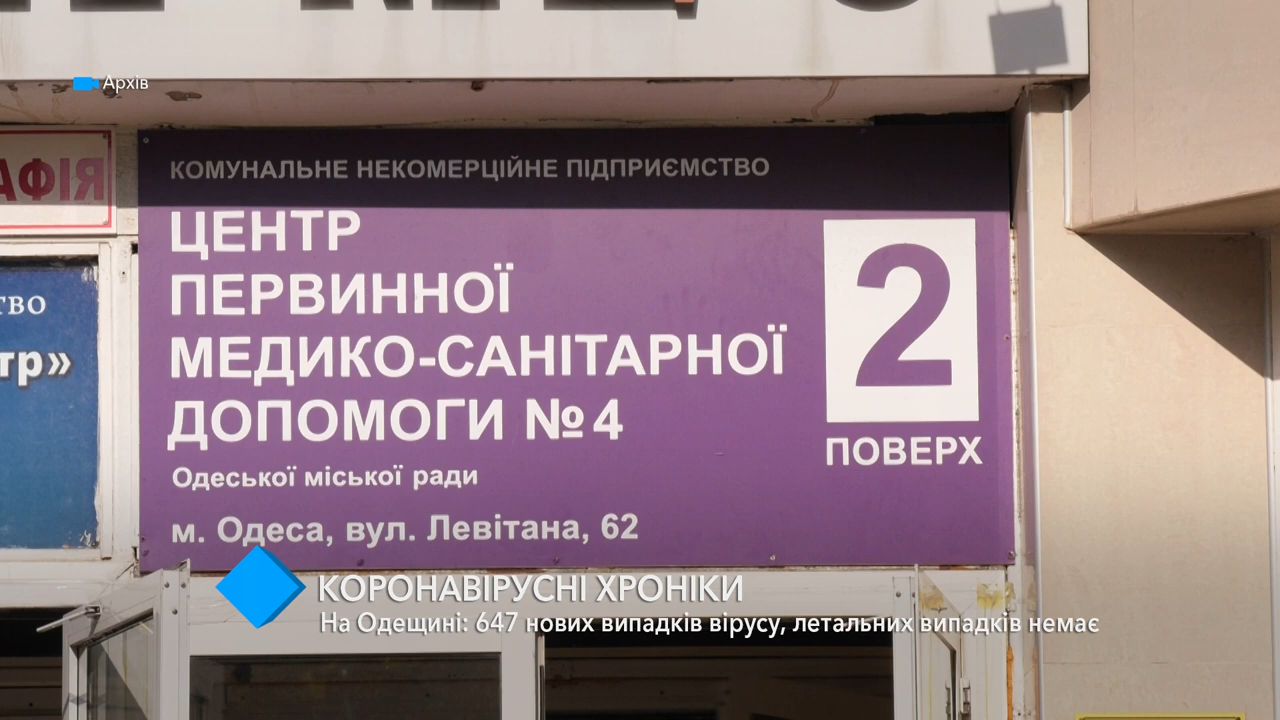 Архів
АФІЯ
КОМУНАЛЬНЕ НЕКОМЕРЦІЙНЕ ПІДПРИЄМСТВО
ЦЕНТР
ПЕРВИННОЇ
МЕДИКО-САНІТАРНОЇ
ДОПОМОГИ №4
Одеської міської ради
м. Одеса, вул. Левітана, 62
2
ПОВЕРХ
ТВО
тр»
КОРОНАВІРУСНІ ХРОНІКИ
На Одещині: 647 нових випадків вірусу, летальних випадків немає